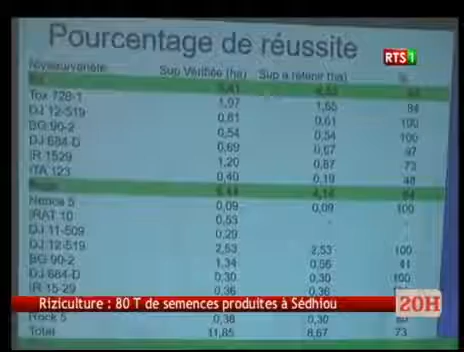 Pourcentage de réussite
RTS1
Niveau/variété Sup Vérifiée (ha) Sup à retenir (ha) %
Tox 728-1 1,97 1,65 84
DJ 12-519 0,61 0,61 100
BG 90-2 0,54 0,54 100
DJ 684-D 0,69 0,67 97
IR 1529 1,20 0,87 73
ITA 123 0,40 0,19 48
Nerica 5 0,09 0,09 100
IRAT 10 0,53
DJ 11-509 0,29
DJ 12-519 2,53 2,53 100
BG 90-2 1,34 0,56 41
DJ 684-D 0,30 0,30 100
IR 15-29 0,36 0,36
Riziculture : 80 T de semences produites à Sédhiou
20H
Rock 5 0,38 0,30
Total 11,85 8,67 73